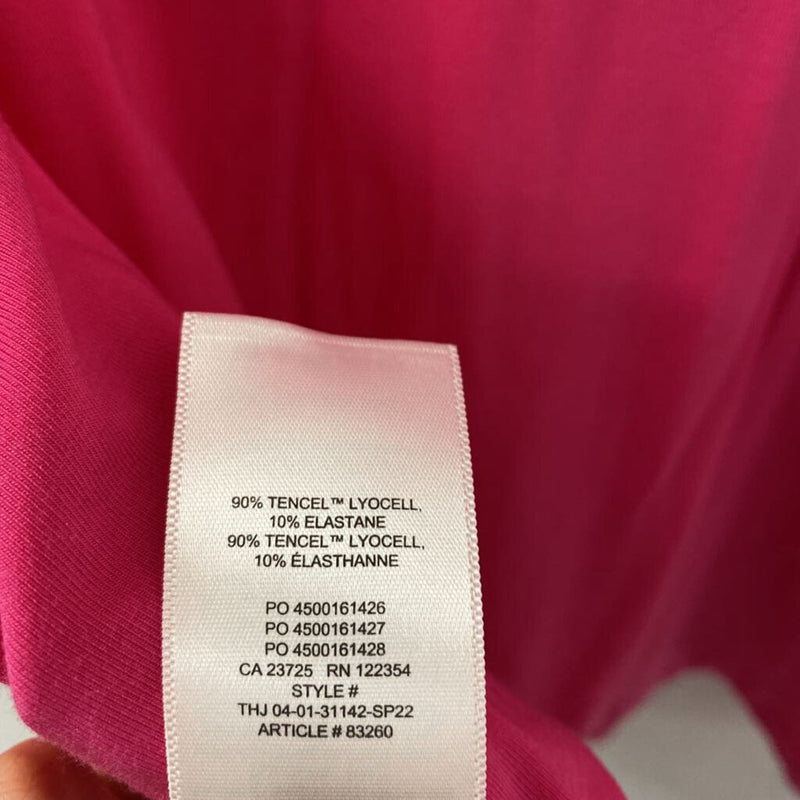 90% TENCEL™ LYOCELL,
10% ELASTANE
90% TENCEL™ LYOCELL,
10% ÉLASTHANNE
PO 4500161426
PO 4500161427
PO 4500161428
CA 23725 RN 122354
STYLE #
THJ 04-01-31142-SP22
ARTICLE # 83260